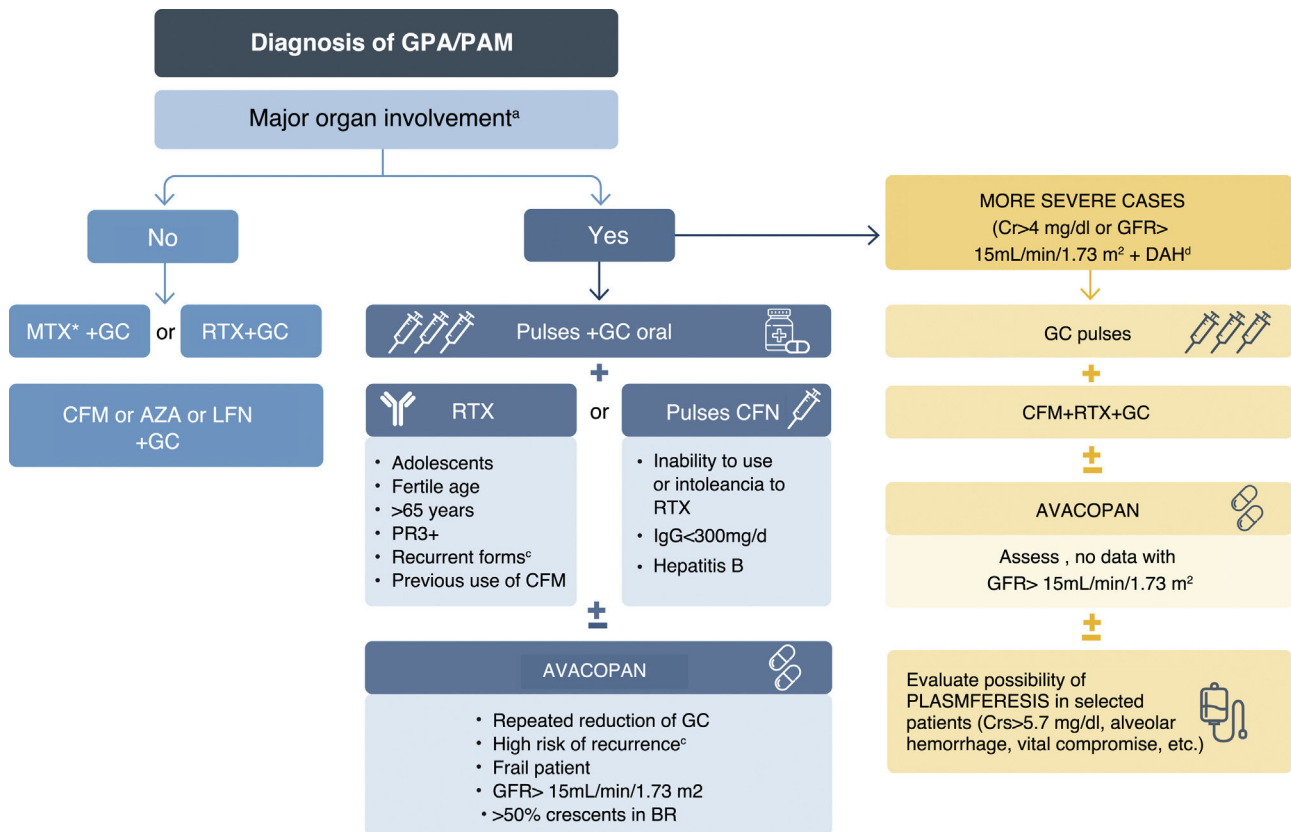 Diagnosis of GPA/PAM
Major organ involvementᵃ
No
Yes
MTX* +GC
or
RTX+GC
CFM or AZA or LFN
+GC
Pulses +GC oral
+
RTX
or
Pulses CFN
• Adolescents
• Fertile age
• >65 years
• PR3+
• Recurrent formsᶜ
• Previous use of CFM
• Inability to use
or intoleancia to
RTX
• IgG<300mg/d
• Hepatitis B
±
AVACOPAN
• Repeated reduction of GC
• High risk of recurrenceᶜ
• Frail patient
• GFR> 15mL/min/1.73 m2
• >50% crescents in BR
MORE SEVERE CASES
(Cr>4 mg/dl or GFR>
15mL/min/1.73 m² + DAHᵈ
GC pulses
+
CFM+RTX+GC
±
AVACOPAN
Assess , no data with
GFR> 15mL/min/1.73 m²
±
Evaluate possibility of
PLASMFERESIS in selected
patients (Crs>5.7 mg/dl, alveolar
hemorrhage, vital compromise, etc.)